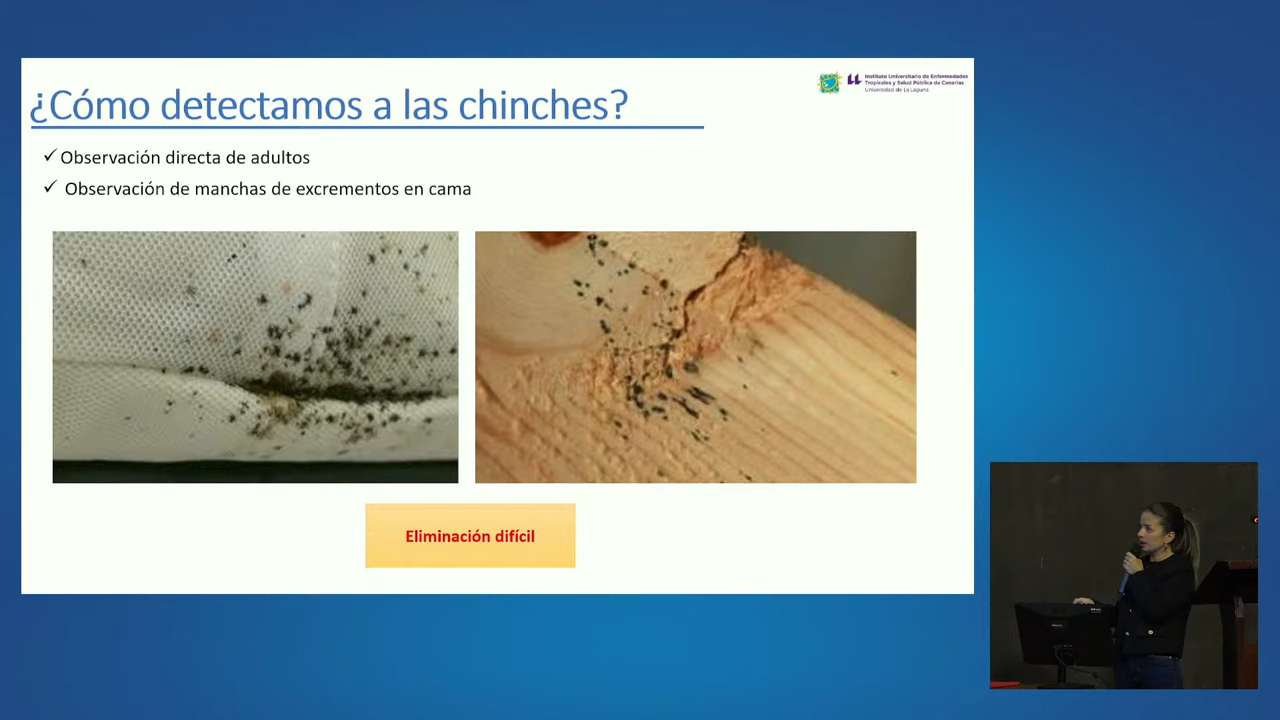 ¿Cómo detectamos a las chinches?
Instituto Universitario de Enfermedades
Tropicales y Salud Pública de Canarias
Universidad de La Laguna
✓Observación directa de adultos
✓ Observación de manchas de excrementos en cama
Eliminación difícil